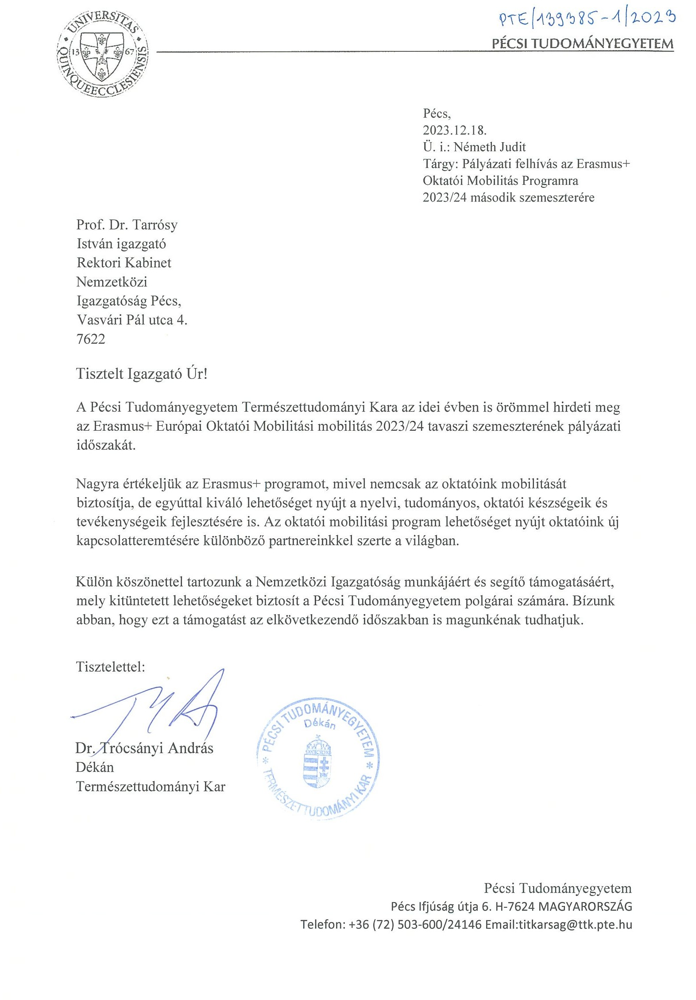 PTE/139385-1/2023
UNIVERSITAS
QUINQUEECCLESIENSIS
13 67
PÉCSI TUDOMÁNYEGYETEM
Pécs,
2023.12.18.
Ü. i.: Németh Judit
Tárgy: Pályázati felhívás az Erasmus+
Oktatói Mobilitás Programra
2023/24 második szemeszterére
Prof. Dr. Tarrósy
István igazgató
Rektori Kabinet
Nemzetközi
Igazgatóság Pécs,
Vasvári Pál utca 4.
7622
Tisztelt Igazgató Úr!
A Pécsi Tudományegyetem Természettudományi Kara az idei évben is örömmel hirdeti meg
az Erasmus+ Európai Oktatói Mobilitási mobilitás 2023/24 tavaszi szemeszterének pályázati
időszakát.
Nagyra értékeljük az Erasmus+ programot, mivel nemcsak az oktatóink mobilitását
biztosítja, de egyúttal kiváló lehetőséget nyújt a nyelvi, tudományos, oktatói készségeik és
tevékenységeik fejlesztésére is. Az oktatói mobilitási program lehetőséget nyújt oktatóink új
kapcsolatteremtésére különböző partnereinkkel szerte a világban.
Külön köszönettel tartozunk a Nemzetközi Igazgatóság munkájáért és segítő támogatásáért,
mely kitüntetett lehetőségeket biztosít a Pécsi Tudományegyetem polgárai számára. Bízunk
abban, hogy ezt a támogatást az elkövetkezendő időszakban is magunkénak tudhatjuk.
Tisztelettel:
Dr. Trócsányi András
Dékán
Természettudományi Kar
* PÉCSI TUDOMÁNYEGYETEM *
Dékán
TERMÉSZETTUDOMÁNYI KAR
Pécsi Tudományegyetem
Pécs Ifjúság útja 6. H-7624 MAGYARORSZÁG
Telefon: +36 (72) 503-600/24146 Email:titkarsag@ttk.pte.hu